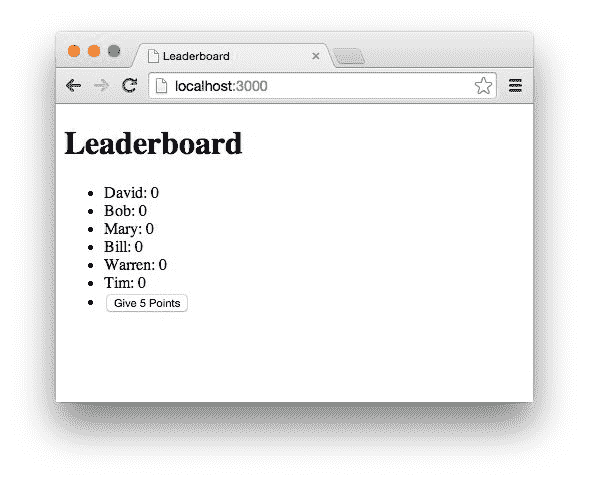 Leaderboard
localhost:3000
Leaderboard
David: 0
Bob: 0
Mary: 0
Bill: 0
Warren: 0
Tim: 0
Give 5 Points